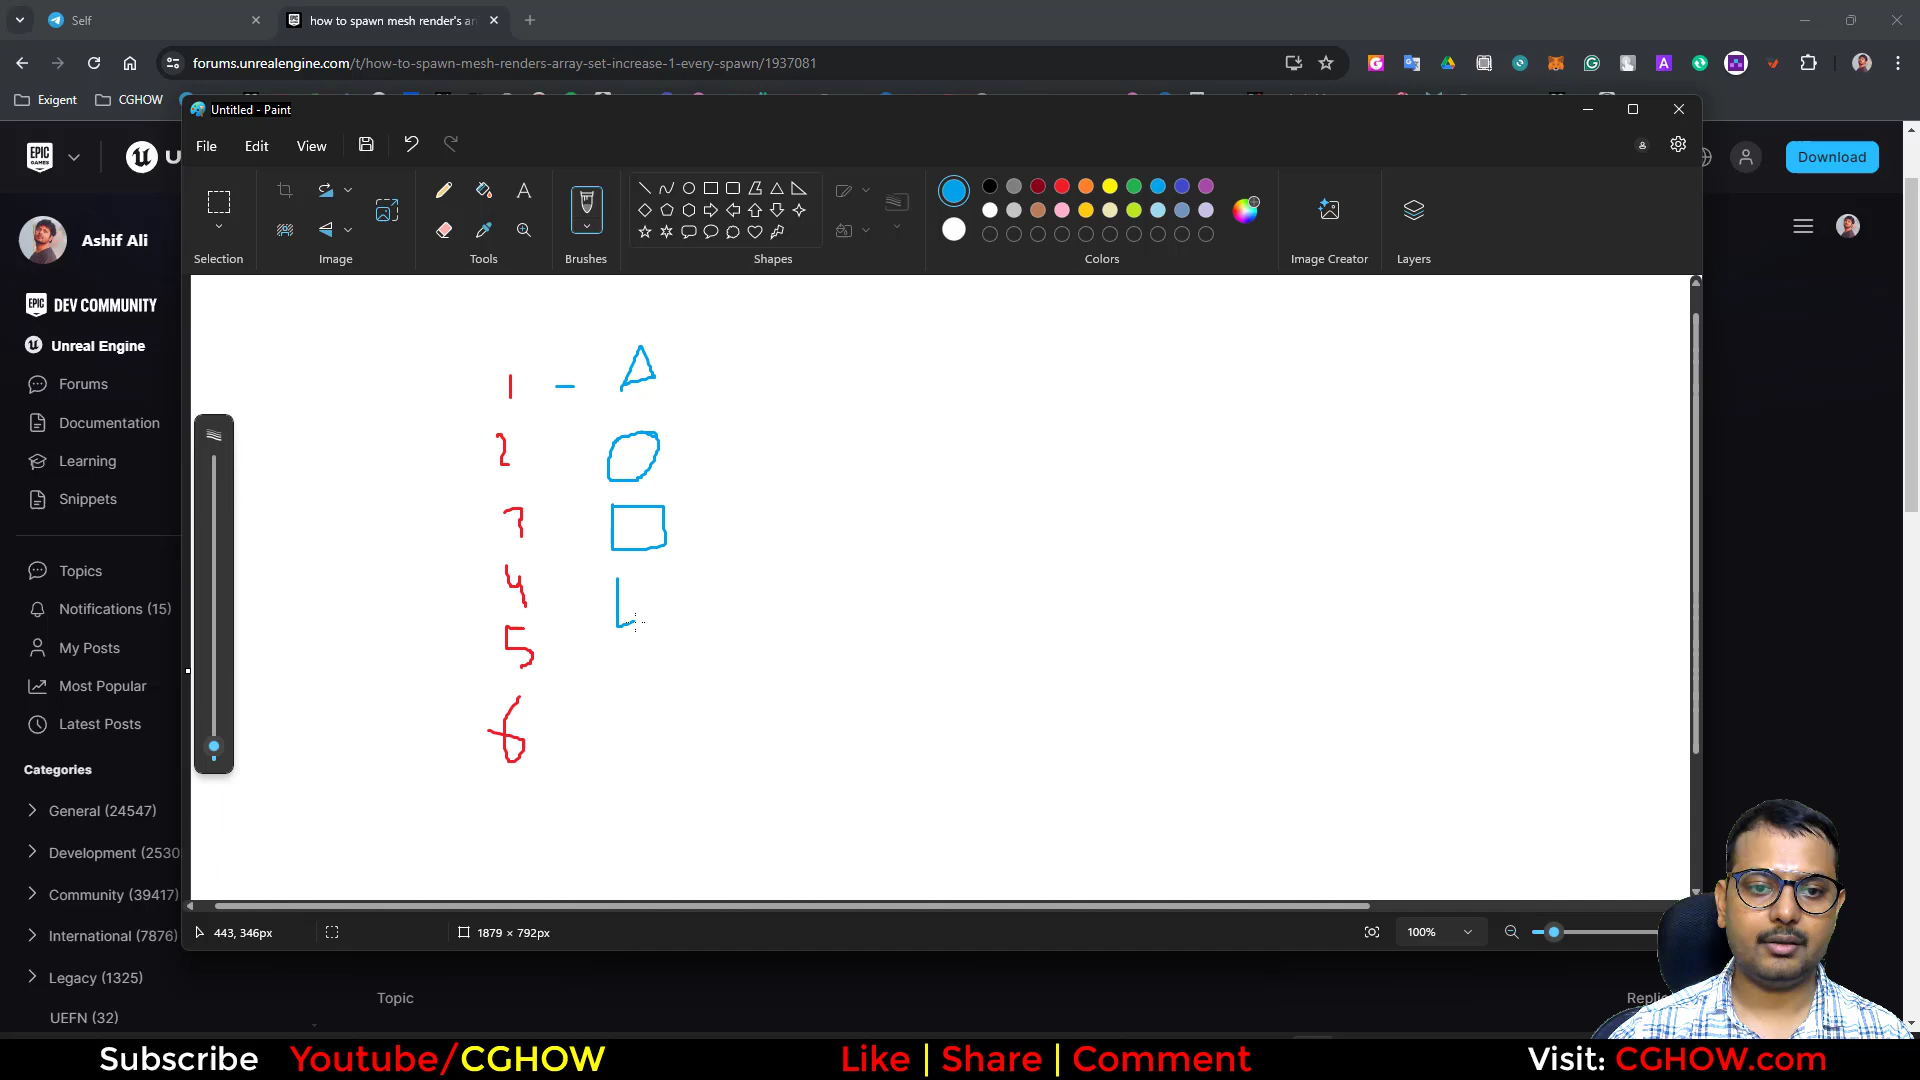 Self
how to spawn mesh render's ar
forums.unrealengine.com/t/how-to-spawn-mesh-renders-array-set-increase-1-every-spawn/1937081
Exigent
CGHOW
Untitled - Paint
File
Edit
View
Selection
Image
Tools
Brushes
Shapes
Colors
Image Creator
Layers
EPIC GAMES
U
Download
Ashif Ali
EPIC DEV COMMUNITY
Unreal Engine
Forums
Documentation
Learning
Snippets
Topics
Notifications (15)
My Posts
Most Popular
Latest Posts
Categories
General (24547)
Development (2530
Community (39417)
International (7876)
Legacy (1325)
UEFN (32)
1 -
2
4
5
6
443, 346px
1879 × 792px
100%
Topic
Replie
Subscribe Youtube/CGHOW
Like | Share | Comment
Visit: CGHOW.com